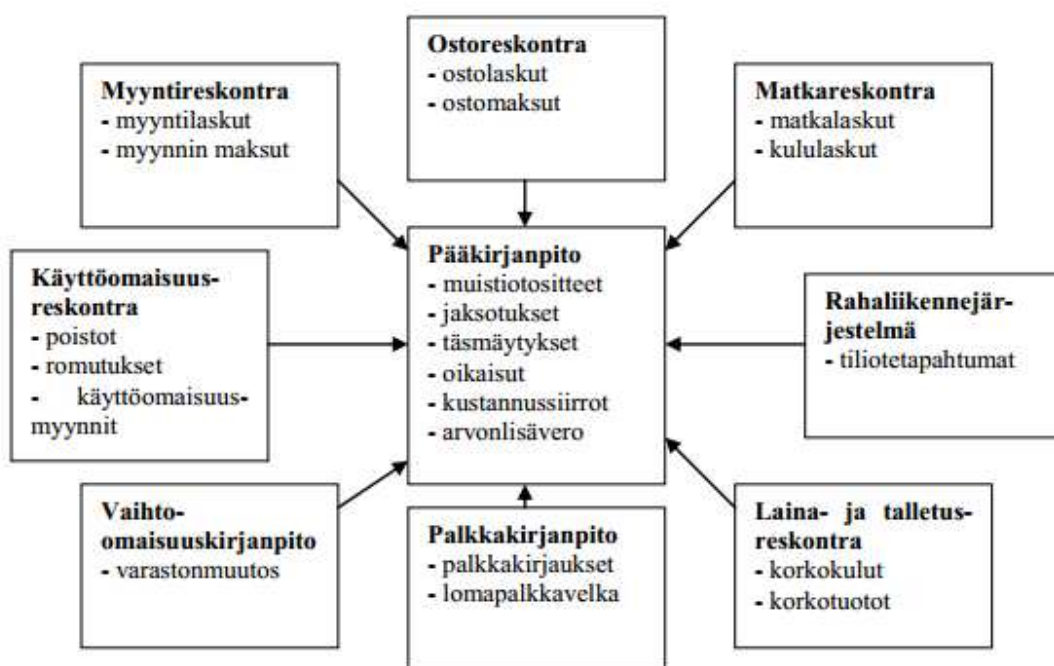 Ostoreskontra
- ostolaskut
- ostomaksut
Myyntireskontra
- myyntilaskut
- myynnin maksut
Matkareskontra
- matkalaskut
- kululaskut
Pääkirjanpito
- muistiotositteet
- jaksotukset
- täsmäytykset
- oikaisut
- kustannussiirrot
- arvonlisävero
Käyttöomaisuus-
reskontra
- poistot
- romutukset
- käyttöomaisuus-
myynnit
Rahaliikennejär-
jestelmä
- tiliotetapahtumat
Vaihto-
omaisuuskirjanpito
- varastonmuutos
Palkkakirjanpito
- palkkakirjaukset
- lomapalkkavelka
Laina- ja talletus-
reskontra
- korkokulut
- korkotuotot